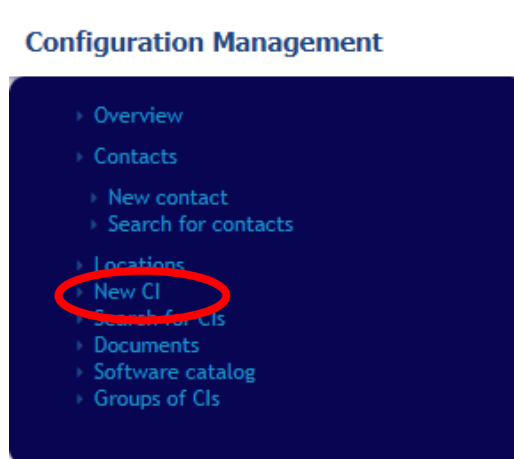 Configuration Management
Overview
Contacts
New contact
Search for contacts
Locations
New CI
Search for CIs
Documents
Software catalog
Groups of CIs